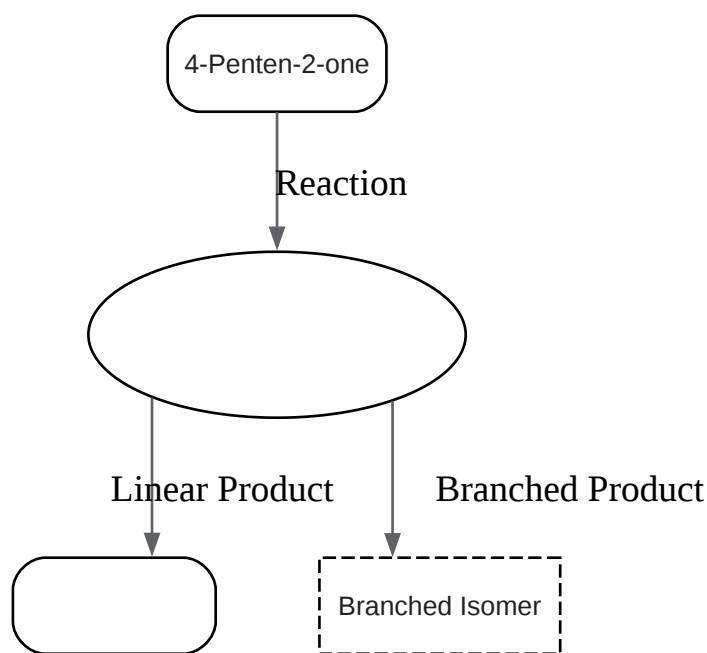 4-Penten-2-one
Reaction
Linear Product
Branched Product
Branched Isomer